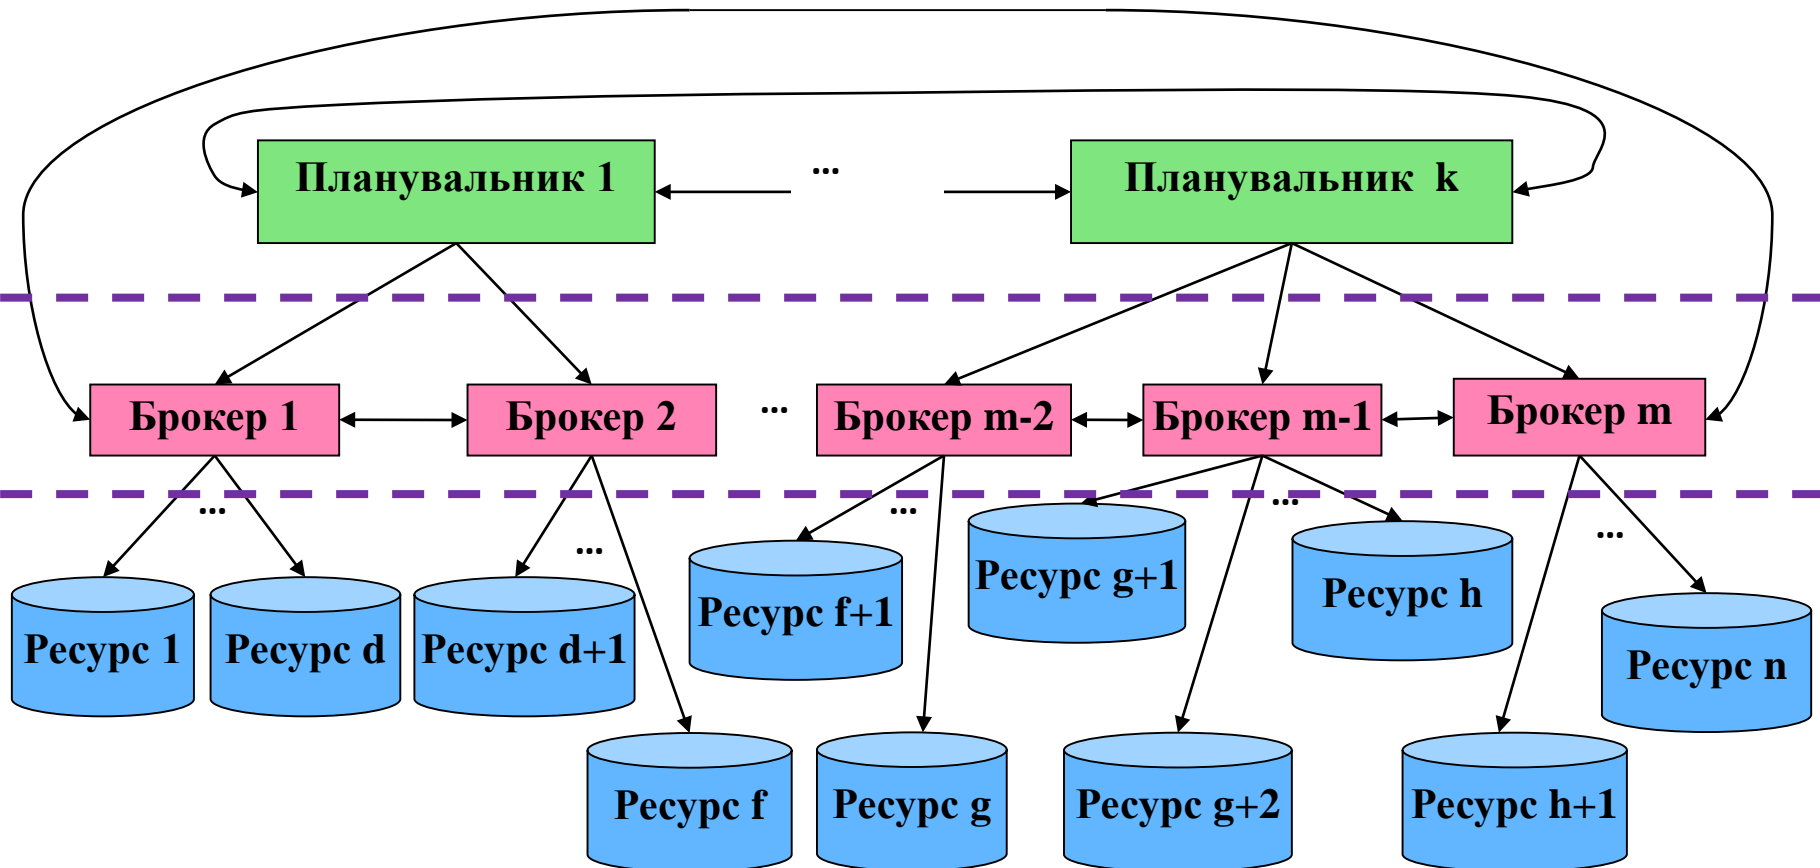 Планувальник 1
...
Планувальник k
Брокер 1
Брокер 2
...
Брокер m-2
Брокер m-1
Брокер m
...
...
...
...
...
Ресурс 1
Ресурс d
Ресурс d+1
Ресурс f+1
Ресурс g+1
Ресурс h
Ресурс n
Ресурс f
Ресурс g
Ресурс g+2
Ресурс h+1